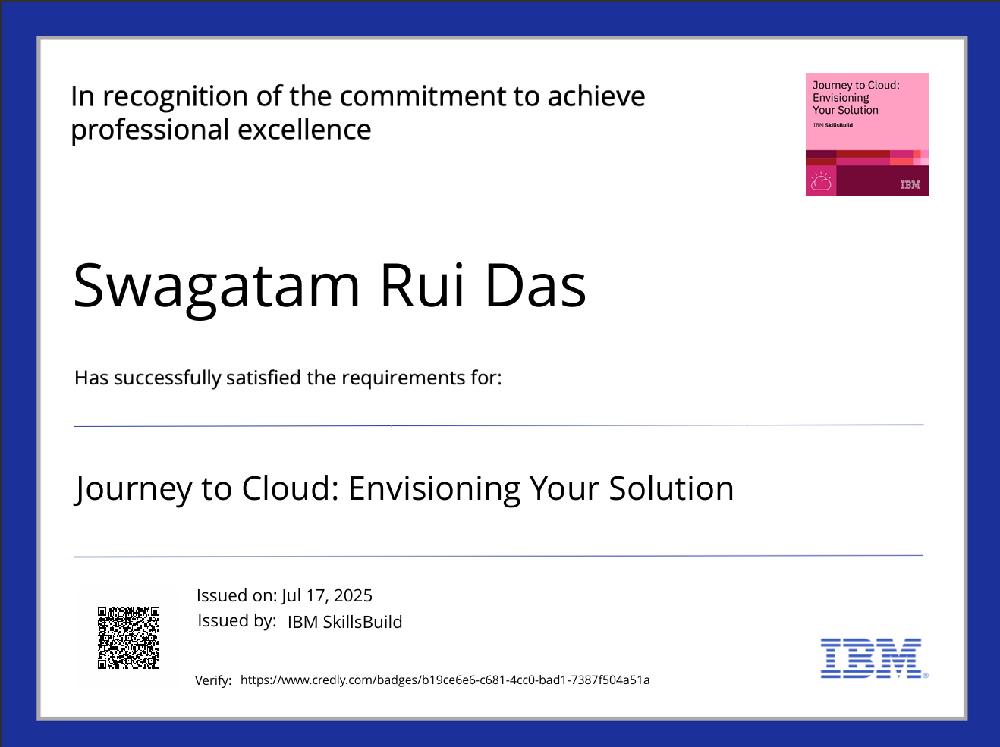 In recognition of the commitment to achieve
professional excellence
Journey to Cloud:
Envisioning
Your Solution
IBM SkillsBuild
IBM
Swagatam Rui Das
Has successfully satisfied the requirements for:
Journey to Cloud: Envisioning Your Solution
Issued on: Jul 17, 2025
Issued by: IBM SkillsBuild
Verify: https://www.credly.com/badges/b19ce6e6-c681-4cc0-bad1-7387f504a51a
IBM®